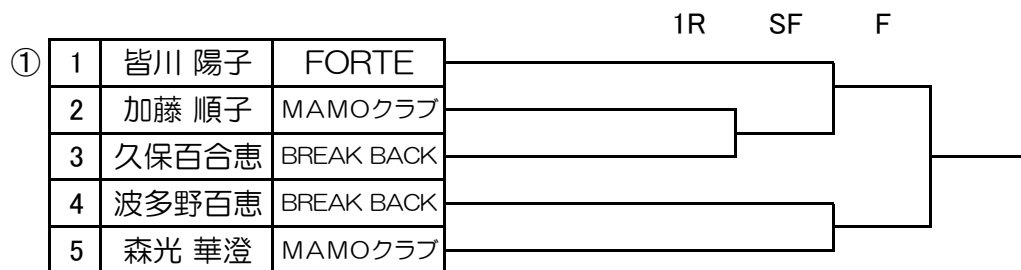 1R SF F
① 1 皆川 陽子 FORTE
2 加藤 順子 MAMOクラブ
3 久保百合恵 BREAK BACK
4 波多野百恵 BREAK BACK
5 森光 華澄 MAMOクラブ